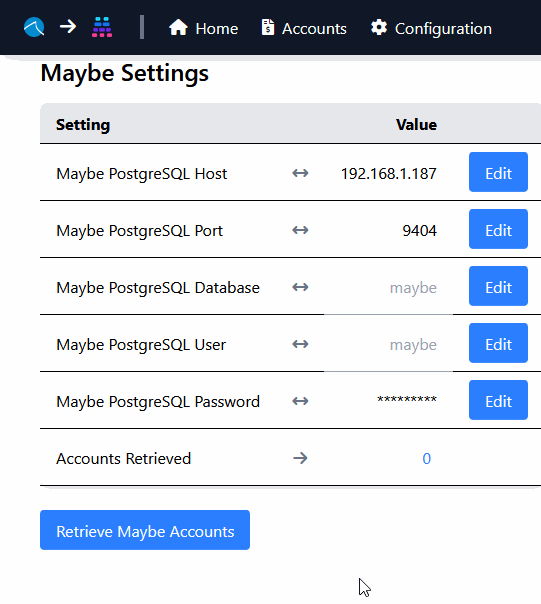 Home Accounts Configuration
Maybe Settings
Setting Value
Maybe PostgreSQL Host 192.168.1.187 Edit
Maybe PostgreSQL Port 9404 Edit
Maybe PostgreSQL Database maybe Edit
Maybe PostgreSQL User maybe Edit
Maybe PostgreSQL Password ********* Edit
Accounts Retrieved 0
Retrieve Maybe Accounts